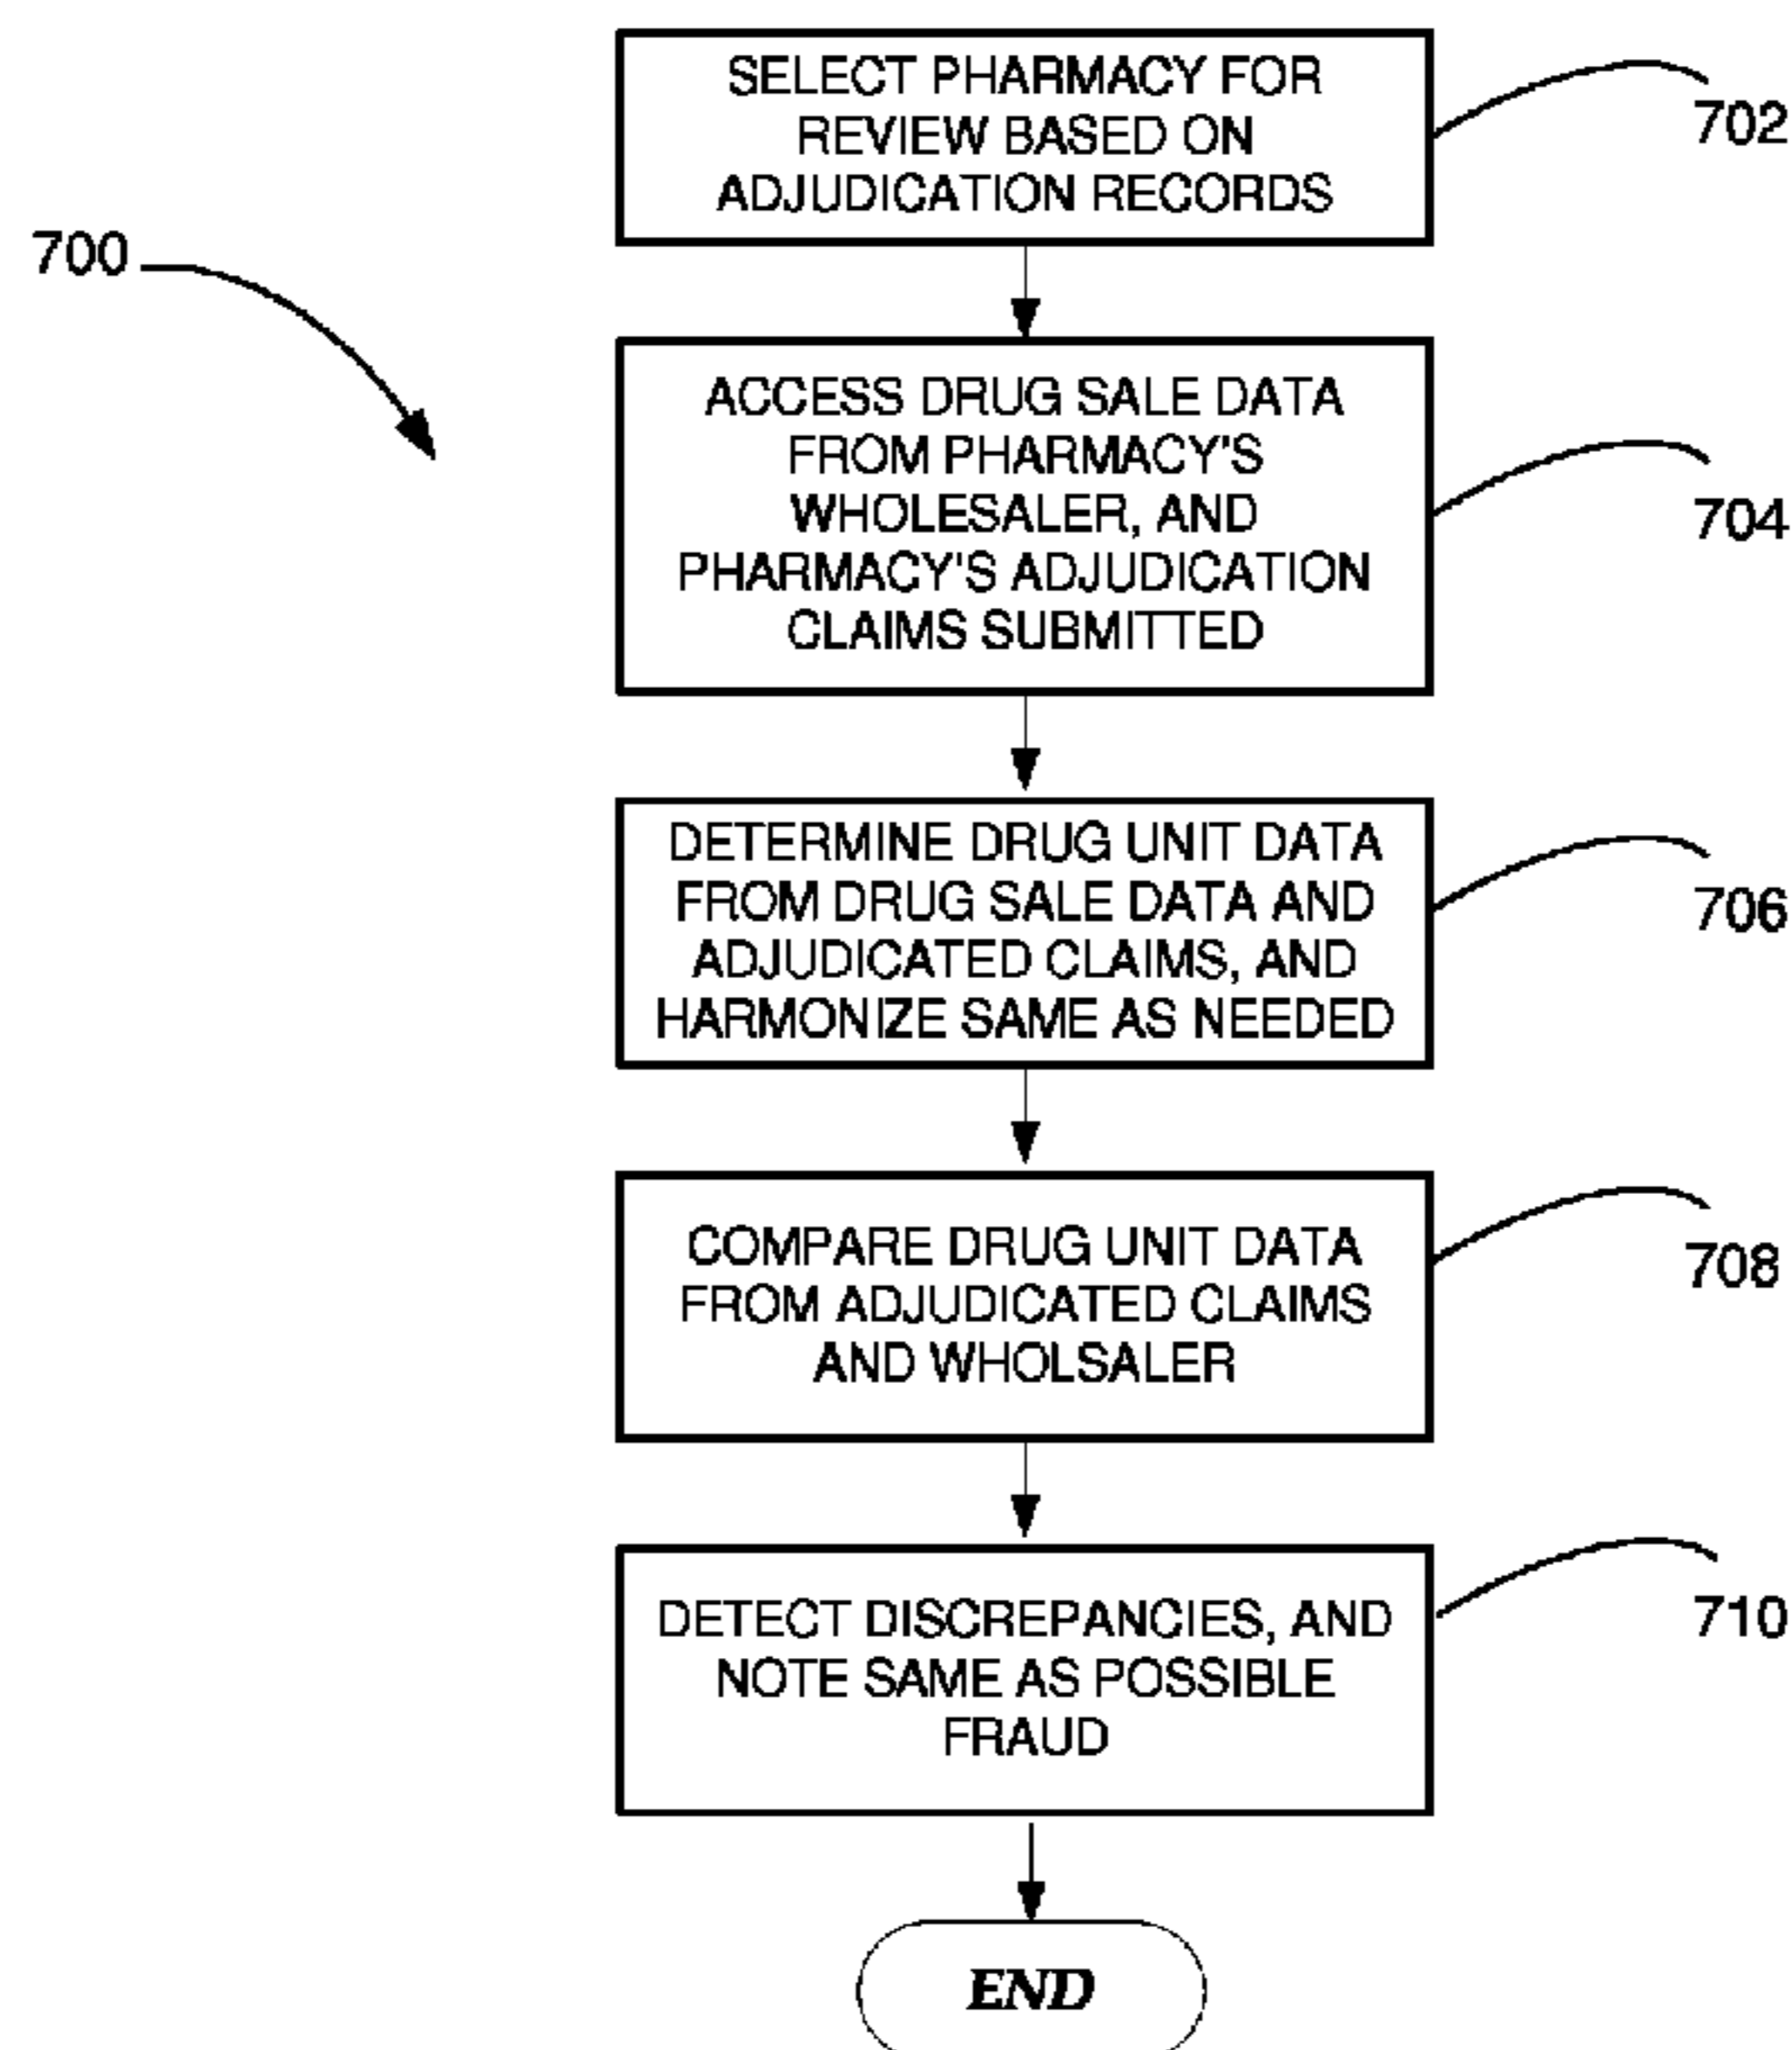 SELECT PHARMACY FOR
REVIEW BASED ON
ADJUDICATION RECORDS
702
700
ACCESS DRUG SALE DATA
FROM PHARMACY'S
WHOLESALER, AND
PHARMACY'S ADJUDICATION
CLAIMS SUBMITTED
704
DETERMINE DRUG UNIT DATA
FROM DRUG SALE DATA AND
ADJUDICATED CLAIMS, AND
HARMONIZE SAME AS NEEDED
706
COMPARE DRUG UNIT DATA
FROM ADJUDICATED CLAIMS
AND WHOLSALER
708
DETECT DISCREPANCIES, AND
NOTE SAME AS POSSIBLE
FRAUD
710
END